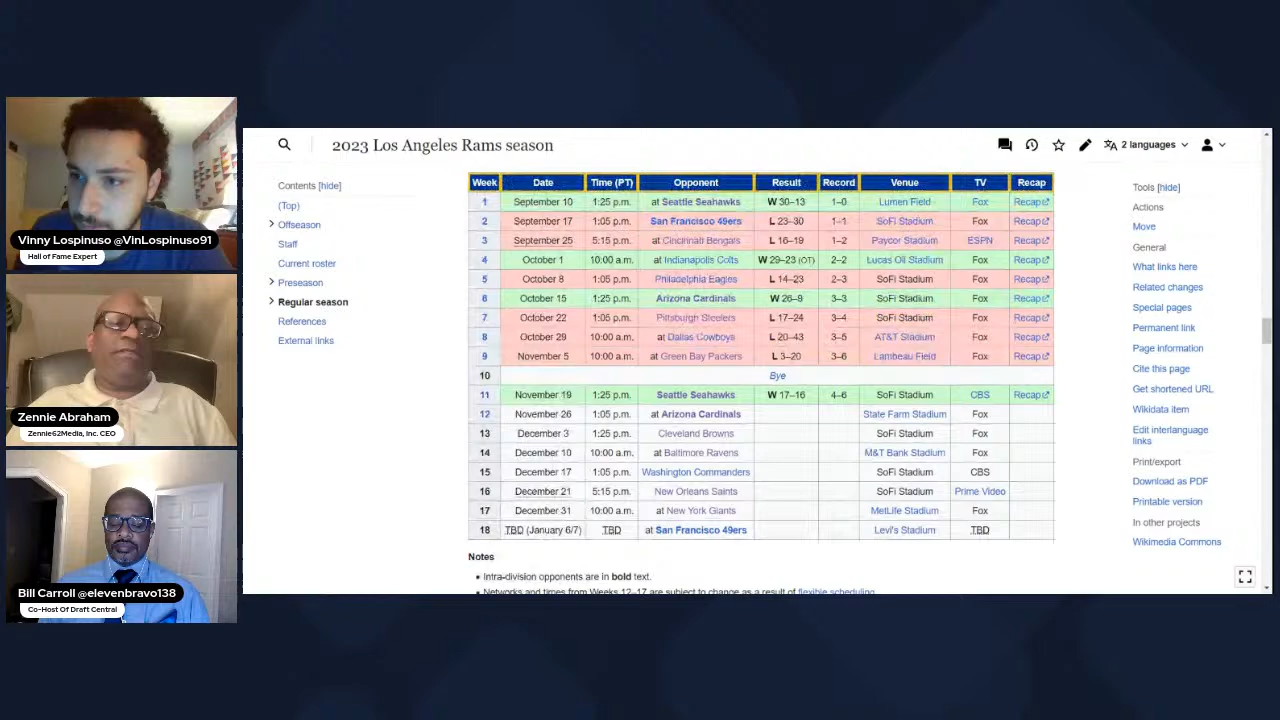 Vinny Lospinuso @VinLospinuso91
Hall of Fame Expert
Zennie Abraham
Zennie62Media, Inc. CEO
Bill Carroll @elevenbravo138
Co-Host Of Draft Central
2023 Los Angeles Rams season
2 languages
Contents [hide]
(Top)
Offseason
Staff
Current roster
Preseason
Regular season
References
External links
Week Date Time (PT) Opponent Result Record Venue TV Recap
1 September 10 1:25 p.m. at Seattle Seahawks W 30–13 1–0 Lumen Field Fox Recap
2 September 17 1:05 p.m. San Francisco 49ers L 23–30 1–1 SoFi Stadium Fox Recap
3 September 25 5:15 p.m. at Cincinnati Bengals L 16–19 1–2 Paycor Stadium ESPN Recap
4 October 1 10:00 a.m. at Indianapolis Colts W 29–23 (OT) 2–2 Lucas Oil Stadium Fox Recap
5 October 8 1:05 p.m. Philadelphia Eagles L 14–23 2–3 SoFi Stadium Fox Recap
6 October 15 1:25 p.m. Arizona Cardinals W 26–9 3–3 SoFi Stadium Fox Recap
7 October 22 1:05 p.m. Pittsburgh Steelers L 17–24 3–4 SoFi Stadium Fox Recap
8 October 29 10:00 a.m. at Dallas Cowboys L 20–43 3–5 AT&T Stadium Fox Recap
9 November 5 10:00 a.m. at Green Bay Packers L 3–20 3–6 Lambeau Field Fox Recap
10 Bye
11 November 19 1:25 p.m. Seattle Seahawks W 17–16 4–6 SoFi Stadium CBS Recap
12 November 26 1:05 p.m. at Arizona Cardinals State Farm Stadium Fox
13 December 3 1:25 p.m. Cleveland Browns SoFi Stadium Fox
14 December 10 10:00 a.m. at Baltimore Ravens M&T Bank Stadium Fox
15 December 17 1:05 p.m. Washington Commanders SoFi Stadium CBS
16 December 21 5:15 p.m. New Orleans Saints SoFi Stadium Prime Video
17 December 31 10:00 a.m. at New York Giants MetLife Stadium Fox
18 TBD (January 6/7) TBD at San Francisco 49ers Levi's Stadium TBD
Notes
• Intra-division opponents are in bold text.
• Networks and times from Weeks 12–17 are subject to change as a result of flexible scheduling
Tools [hide]
Actions
Move
General
What links here
Related changes
Special pages
Permanent link
Page information
Cite this page
Get shortened URL
Wikidata item
Edit interlanguage
links
Print/export
Download as PDF
Printable version
In other projects
Wikimedia Commons